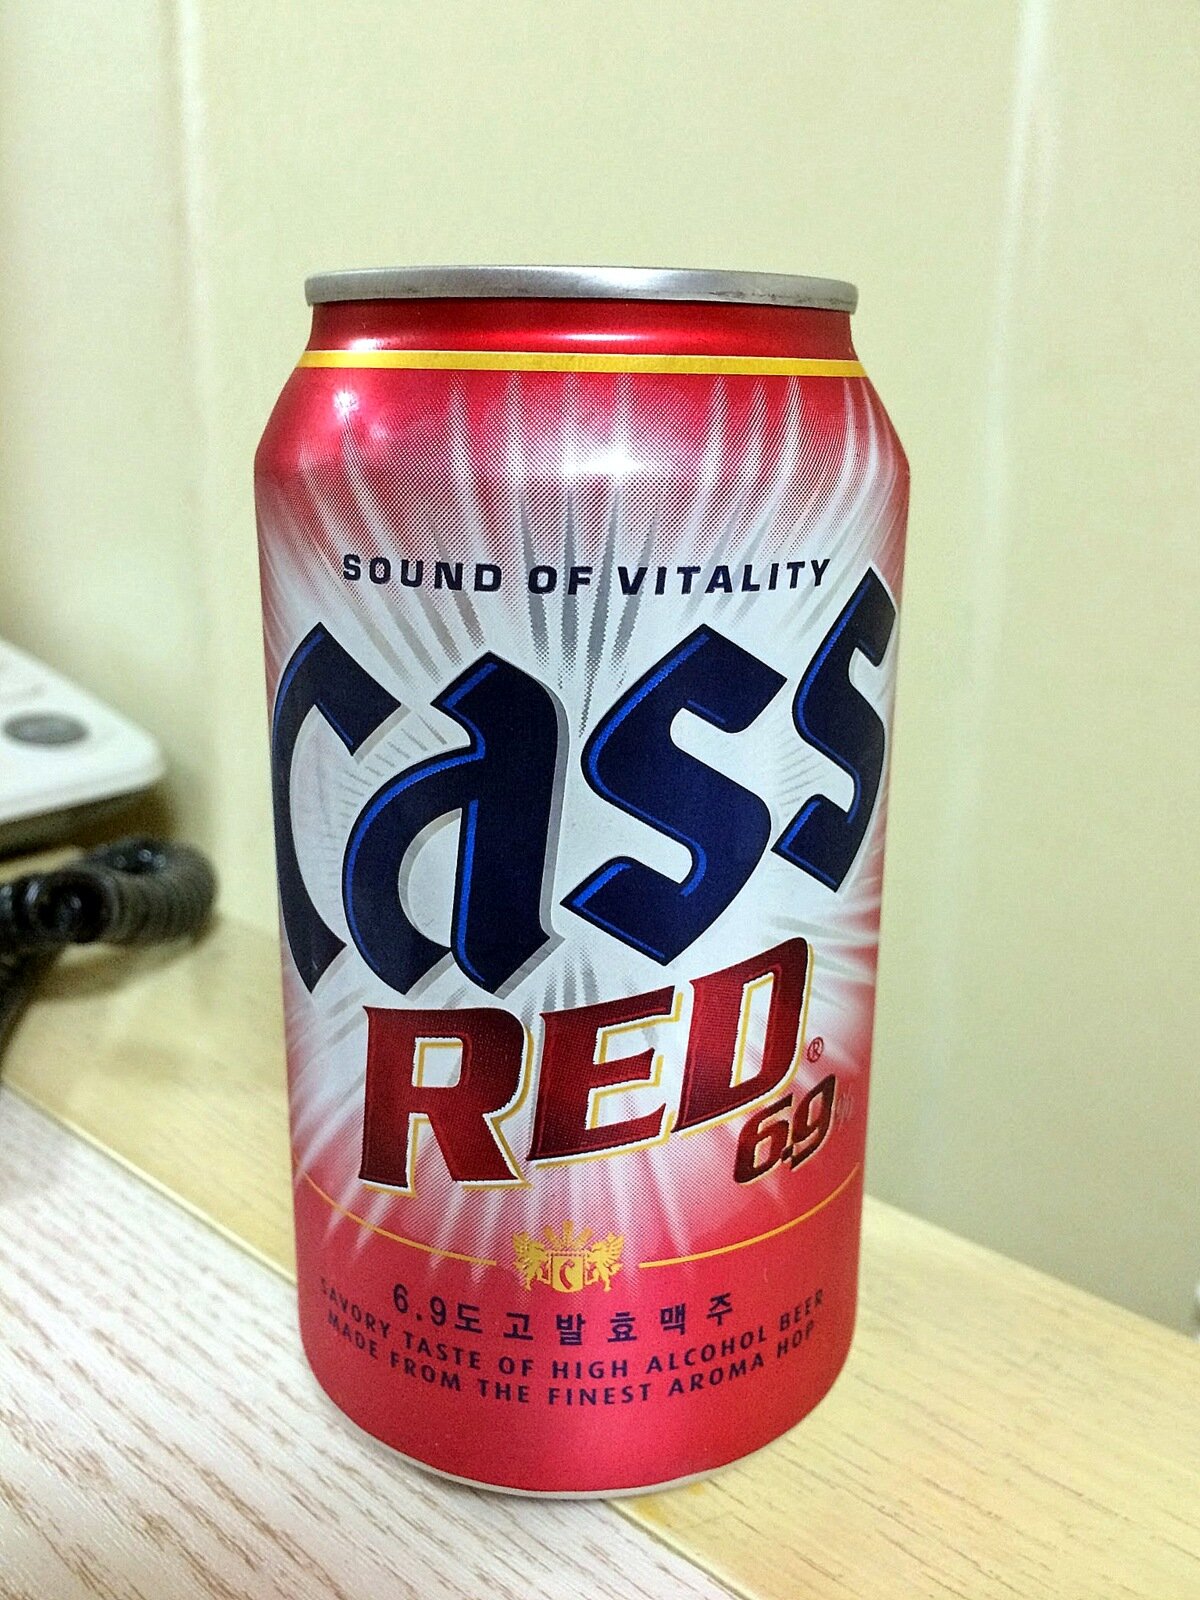 SOUND OF VITALITY
Cass
RED®
6.9%
6.9도 고발효맥주
SAVORY TASTE OF HIGH ALCOHOL BEER
MADE FROM THE FINEST AROMA HOP